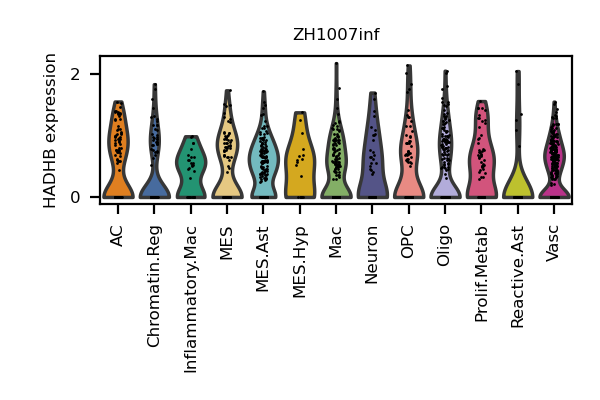 ZH1007inf
HADHB expression
2
0
AC
Chromatin.Reg
Inflammatory.Mac
MES
MES.Ast
MES.Hyp
Mac
Neuron
OPC
Oligo
Prolif.Metab
Reactive.Ast
Vasc